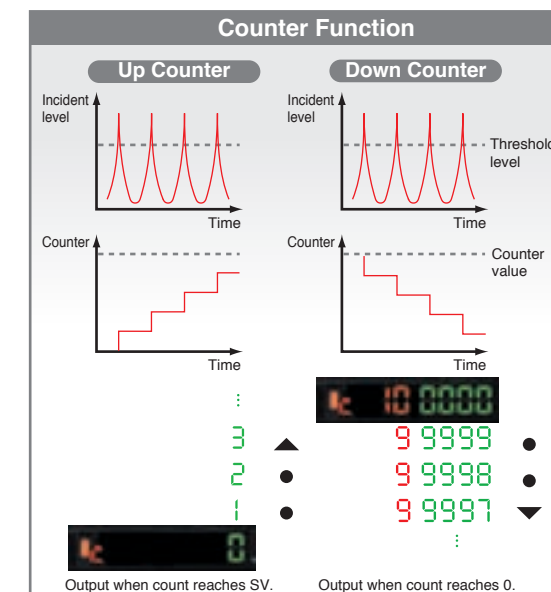 Counter Function
Up Counter
Incident
level
Time
Counter
Time
3
2
1
0
Output when count reaches SV.
Down Counter
Incident
level
Threshold
level
Time
Counter
Counter
value
Time
10 0000
9 9999
9 9998
9 9997
Output when count reaches 0.